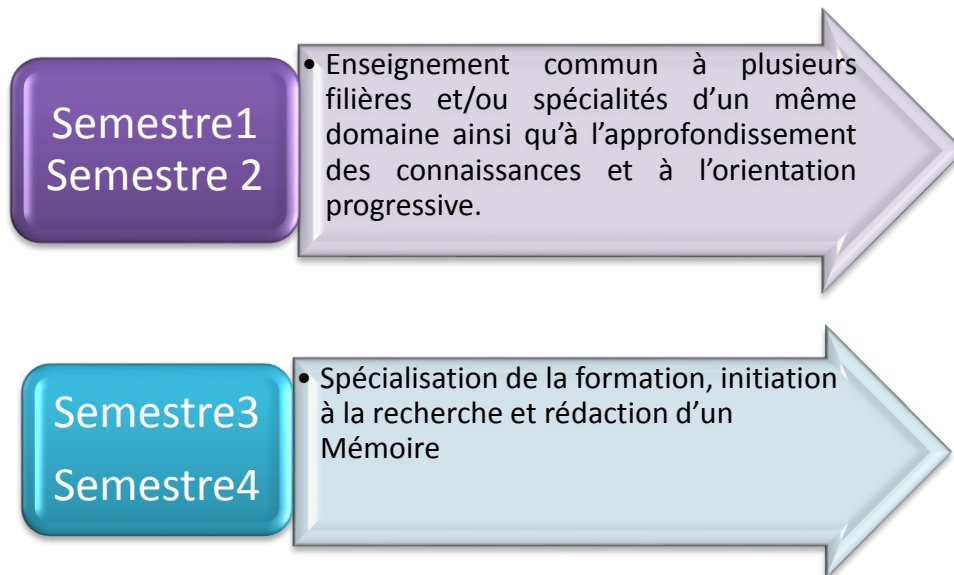 Semestre1
Semestre 2
• Enseignement commun à plusieurs
filières et/ou spécialités d’un même
domaine ainsi qu’à l’approfondissement
des connaissances et à l’orientation
progressive.
Semestre3
Semestre4
• Spécialisation de la formation, initiation
à la recherche et rédaction d’un
Mémoire